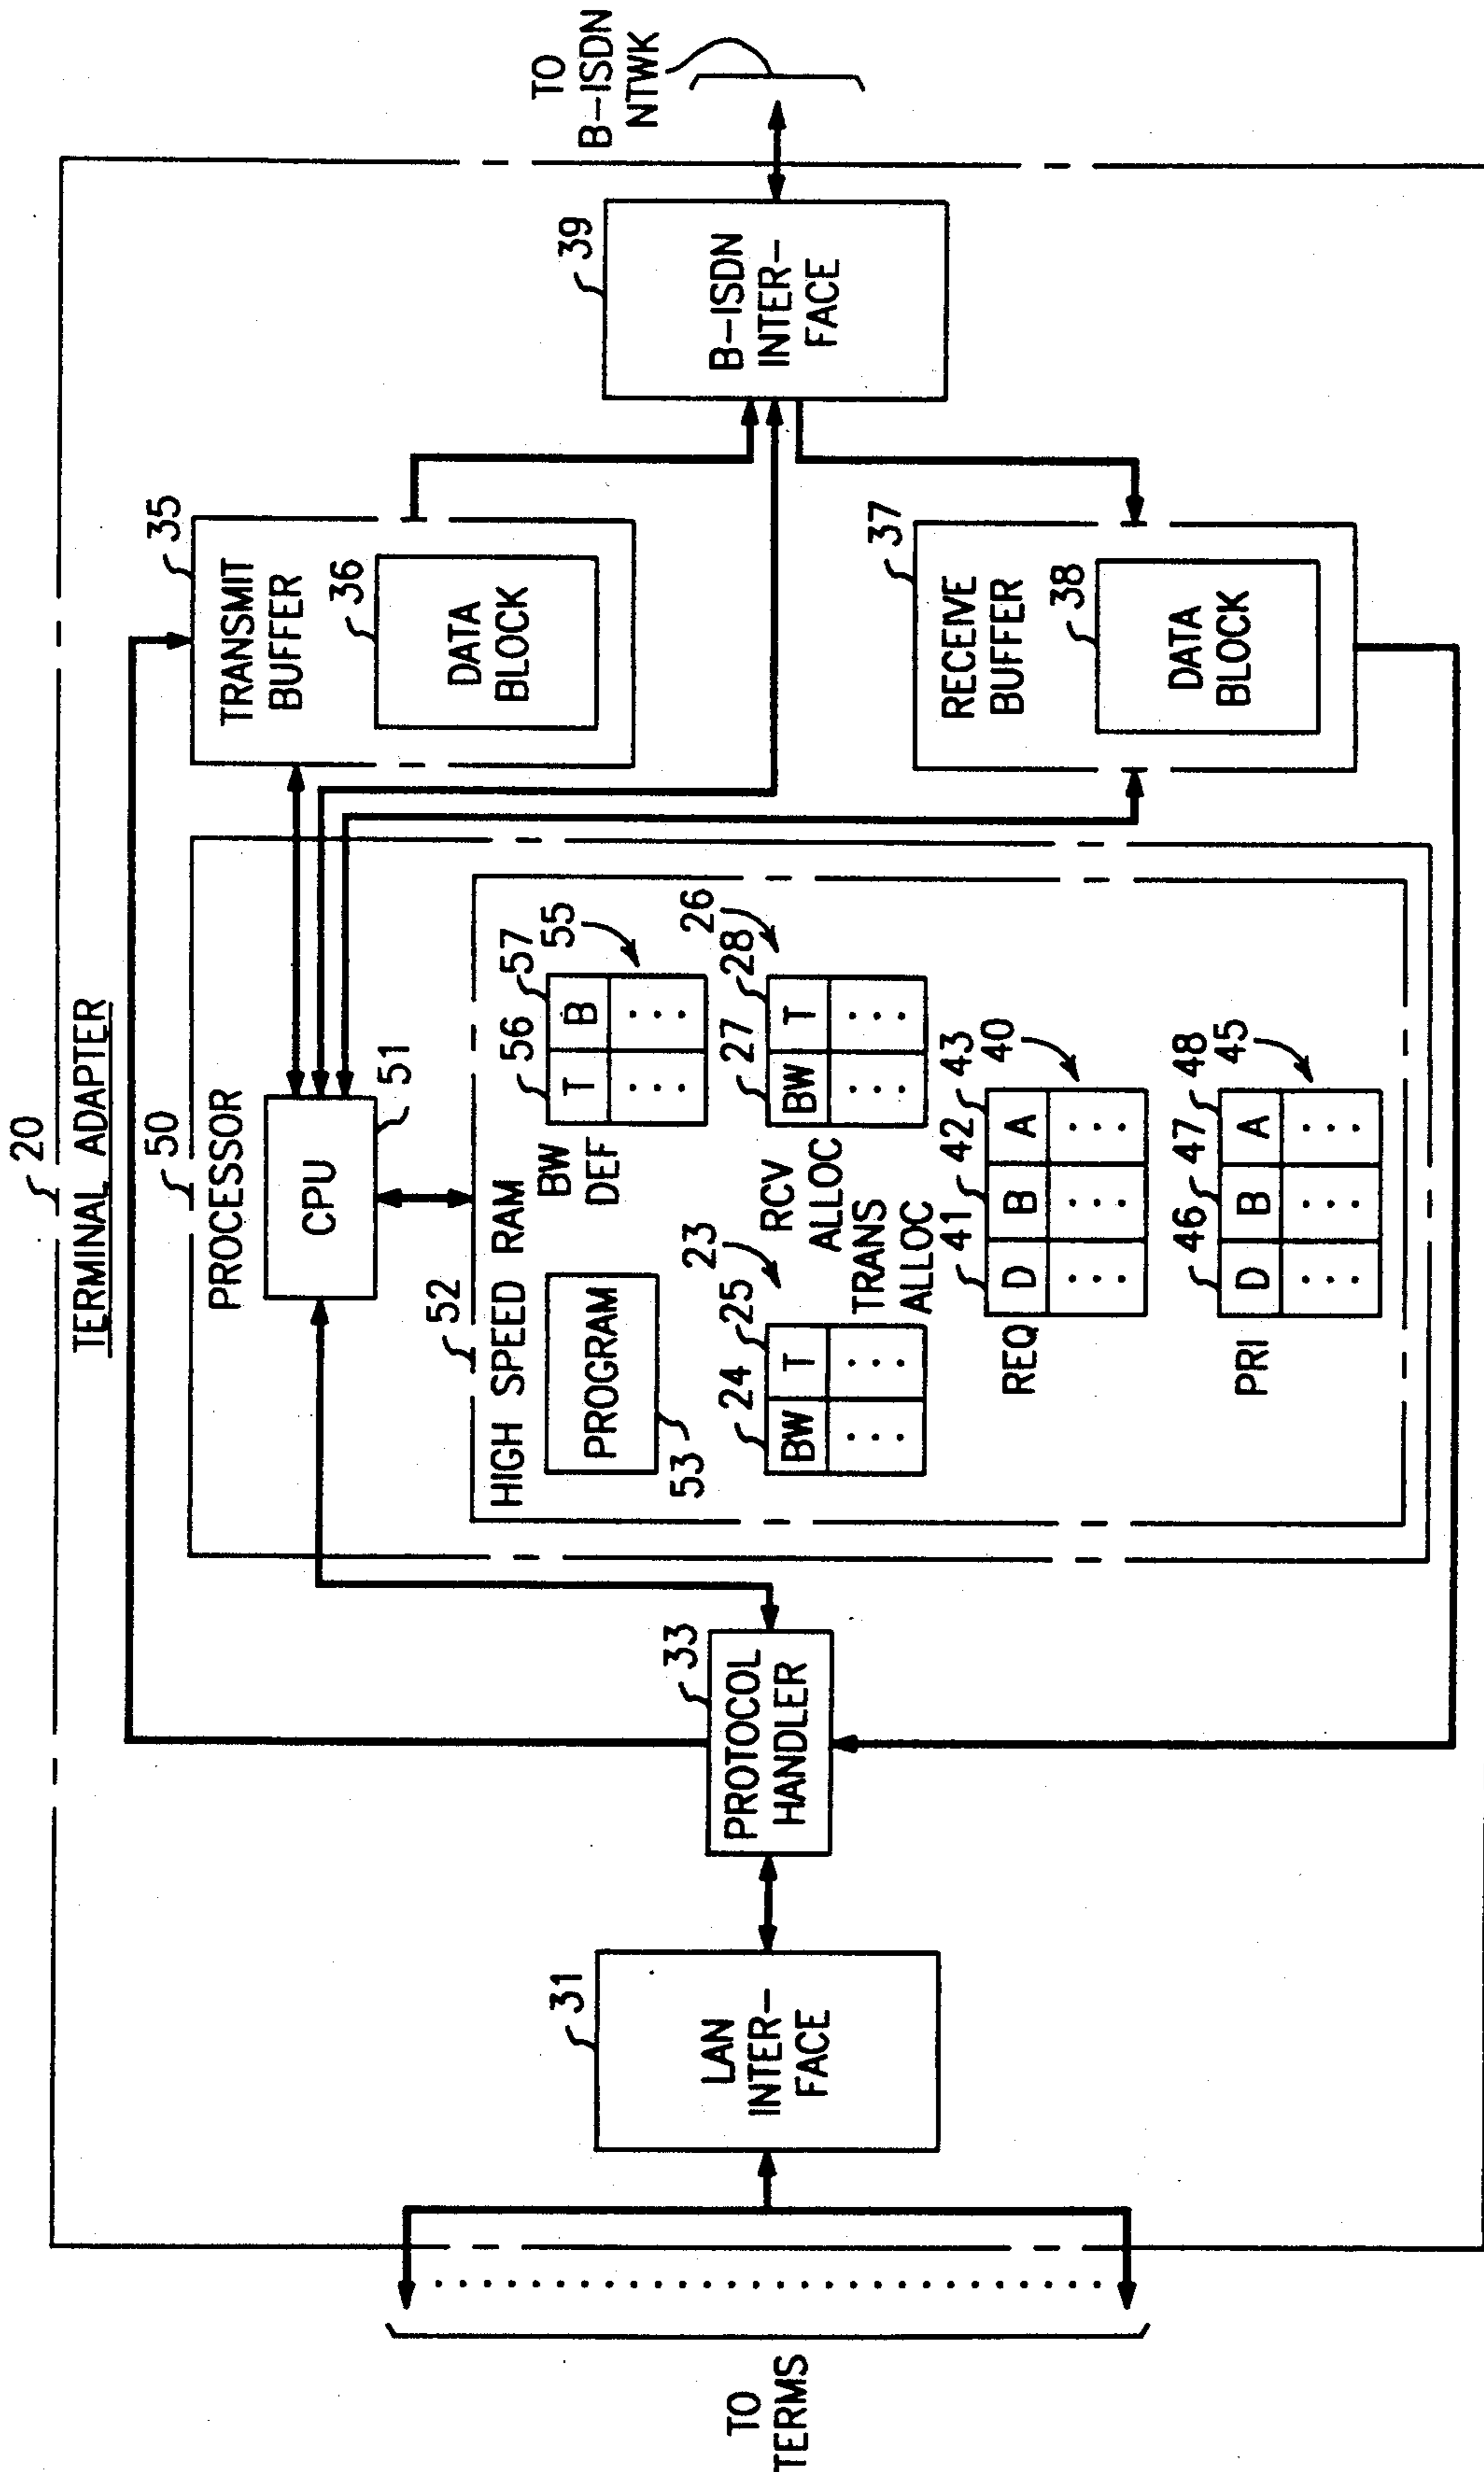 20
TERMINAL ADAPTER
TO
B-ISDN
NTWK
50
PROCESSOR
CPU
51
35
TRANSMIT
BUFFER
36
DATA
BLOCK
39
B-ISDN
INTER-
FACE
52
HIGH SPEED RAM
PROGRAM
53
BW
DEF
56
57
55
T B
... ...
24
25
23
BW T
... ...
TRANS
ALLOC
RCV
ALLOC
27
28
26
BW T
... ...
REQ
41
42
43
40
D B A
... ... ...
PRI
46
47
48
45
D B A
... ... ...
37
RECEIVE
BUFFER
38
DATA
BLOCK
33
PROTOCOL
HANDLER
31
LAN
INTER-
FACE
TO
TERMS